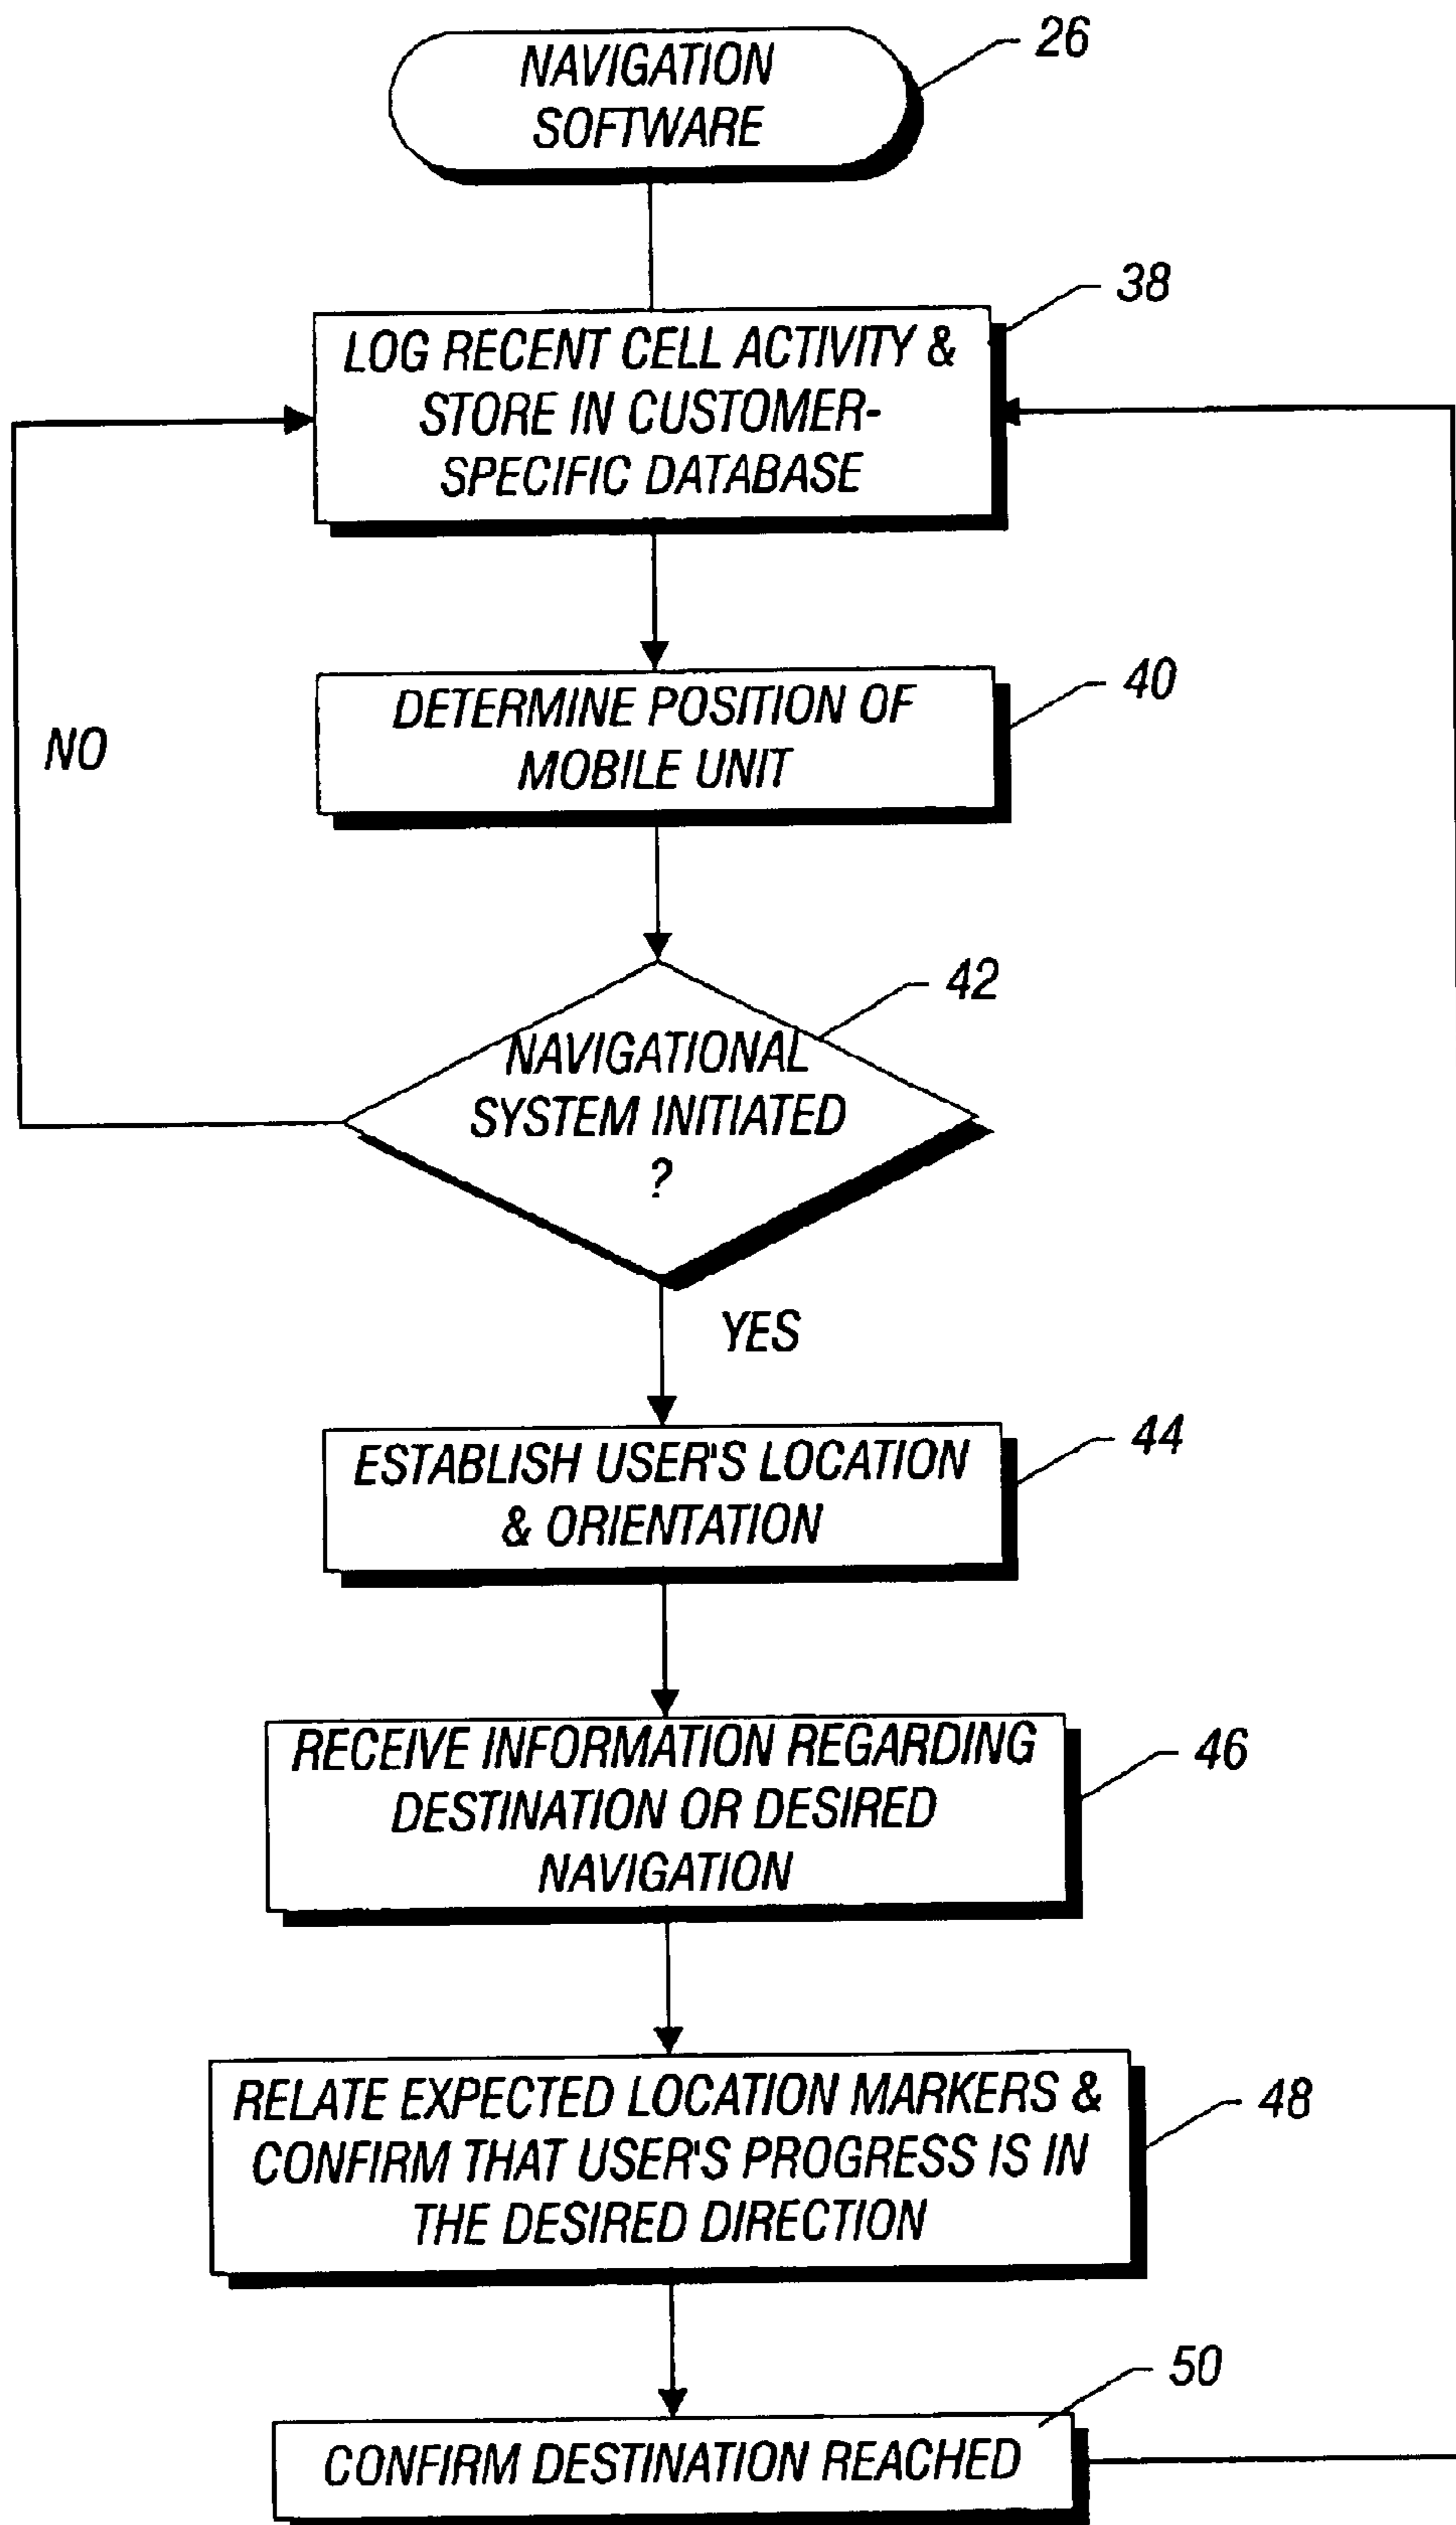 NAVIGATION
SOFTWARE
26
38
LOG RECENT CELL ACTIVITY &
STORE IN CUSTOMER-
SPECIFIC DATABASE
40
DETERMINE POSITION OF
MOBILE UNIT
NO
42
NAVIGATIONAL
SYSTEM INITIATED
?
YES
44
ESTABLISH USER'S LOCATION
& ORIENTATION
46
RECEIVE INFORMATION REGARDING
DESTINATION OR DESIRED
NAVIGATION
48
RELATE EXPECTED LOCATION MARKERS &
CONFIRM THAT USER'S PROGRESS IS IN
THE DESIRED DIRECTION
50
CONFIRM DESTINATION REACHED